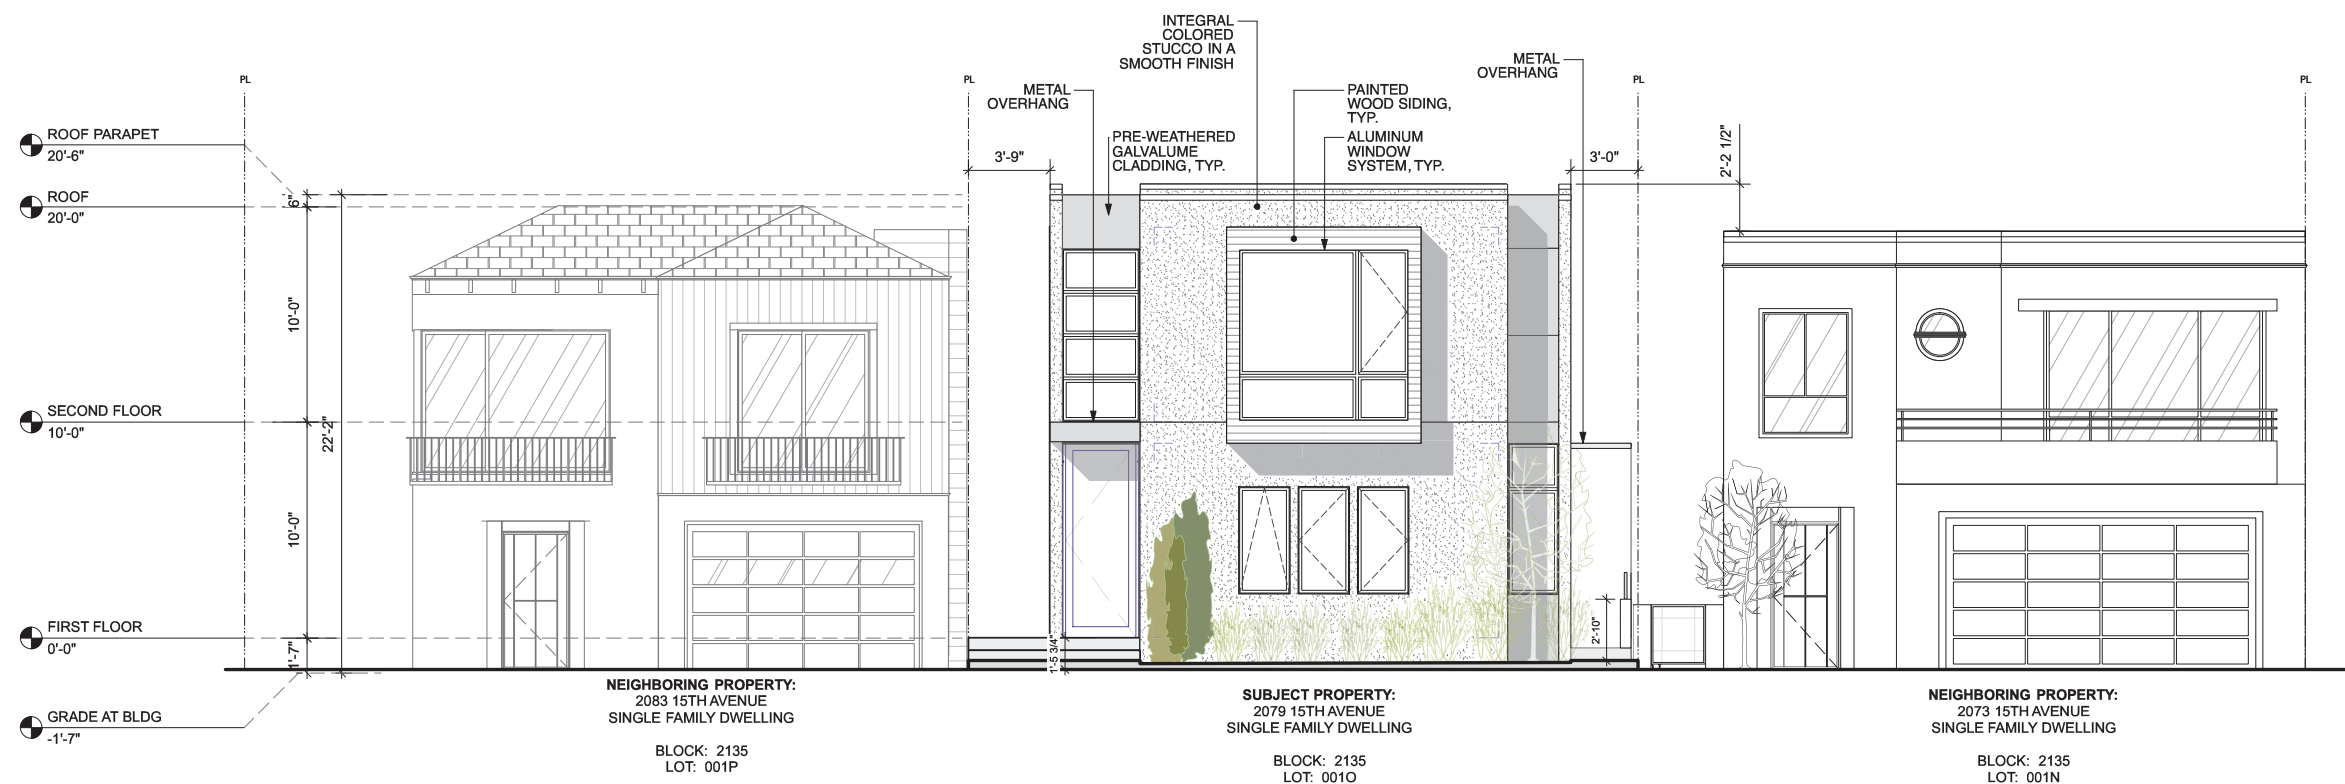 INTEGRAL
COLORED
STUCCO IN A
SMOOTH FINISH
METAL
OVERHANG
PL
PL
PL
PL
METAL
OVERHANG
PAINTED
WOOD SIDING,
TYP.
PRE-WEATHERED
GALVALUME
CLADDING, TYP.
ALUMINUM
WINDOW
SYSTEM, TYP.
ROOF PARAPET
20'-6"
3'-9"
3'-0"
2'-2 1/2"
ROOF
20'-0"
6"
10'-0"
SECOND FLOOR
10'-0"
22'-2"
10'-0"
FIRST FLOOR
0'-0"
1'-7"
1'-5 3/4"
2'-10"
GRADE AT BLDG
-1'-7"
NEIGHBORING PROPERTY:
2083 15TH AVENUE
SINGLE FAMILY DWELLING
BLOCK: 2135
LOT: 001P
SUBJECT PROPERTY:
2079 15TH AVENUE
SINGLE FAMILY DWELLING
BLOCK: 2135
LOT: 001O
NEIGHBORING PROPERTY:
2073 15TH AVENUE
SINGLE FAMILY DWELLING
BLOCK: 2135
LOT: 001N